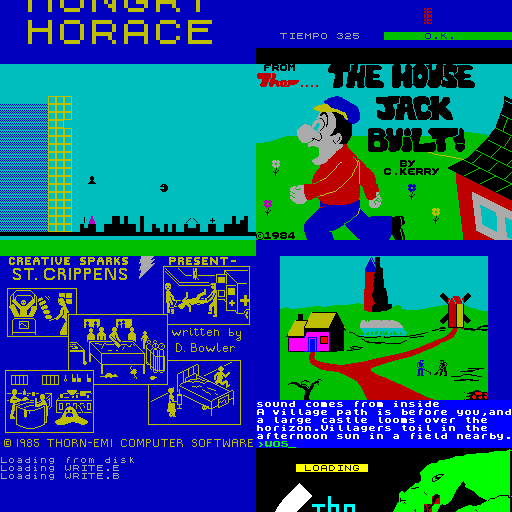 HUNGRY
HORACE
TIEMPO 325
O.K.
FROM
Thor....
THE HOUSE
JACK
BUILT!
BY
C.KERRY
©1984
CREATIVE SPARKS PRESENT-
ST. CRIPPENS
written by
D. Bowler
© 1985 THORN-EMI COMPUTER SOFTWARE
Loading from disk
Loading WRITE.E
Loading WRITE.B
sound comes from inside
A village path is before you,and
a large castle looms over the
horizon.Villagers toil in the
afternoon sun in a field nearby.
>WOS
LOADING
The